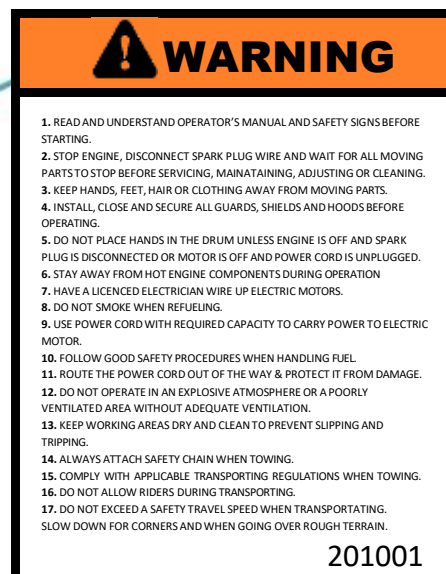 WARNING
1. READ AND UNDERSTAND OPERATOR'S MANUAL AND SAFETY SIGNS BEFORE
STARTING.
2. STOP ENGINE, DISCONNECT SPARK PLUG WIRE AND WAIT FOR ALL MOVING
PARTS TO STOP BEFORE SERVICING, MAINATAINING, ADJUSTING OR CLEANING.
3. KEEP HANDS, FEET, HAIR OR CLOTHING AWAY FROM MOVING PARTS.
4. INSTALL, CLOSE AND SECURE ALL GUARDS, SHIELDS AND HOODS BEFORE
OPERATING.
5. DO NOT PLACE HANDS IN THE DRUM UNLESS ENGINE IS OFF AND SPARK
PLUG IS DISCONNECTED OR MOTOR IS OFF AND POWER CORD IS UNPLUGGED.
6. STAY AWAY FROM HOT ENGINE COMPONENTS DURING OPERATION
7. HAVE A LICENCED ELECTRICIAN WIRE UP ELECTRIC MOTORS.
8. DO NOT SMOKE WHEN REFUELING.
9. USE POWER CORD WITH REQUIRED CAPACITY TO CARRY POWER TO ELECTRIC
MOTOR.
10. FOLLOW GOOD SAFETY PROCEDURES WHEN HANDLING FUEL.
11. ROUTE THE POWER CORD OUT OF THE WAY & PROTECT IT FROM DAMAGE.
12. DO NOT OPERATE IN AN EXPLOSIVE ATMOSPHERE OR A POORLY
VENTILATED AREA WITHOUT ADEQUATE VENTILATION.
13. KEEP WORKING AREAS DRY AND CLEAN TO PREVENT SLIPPING AND
TRIPPING.
14. ALWAYS ATTACH SAFETY CHAIN WHEN TOWING.
15. COMPLY WITH APPLICABLE TRANSPORTING REGULATIONS WHEN TOWING.
16. DO NOT ALLOW RIDERS DURING TRANSPORTING.
17. DO NOT EXCEED A SAFETY TRAVEL SPEED WHEN TRANSPORTATING.
SLOW DOWN FOR CORNERS AND WHEN GOING OVER ROUGH TERRAIN.
201001